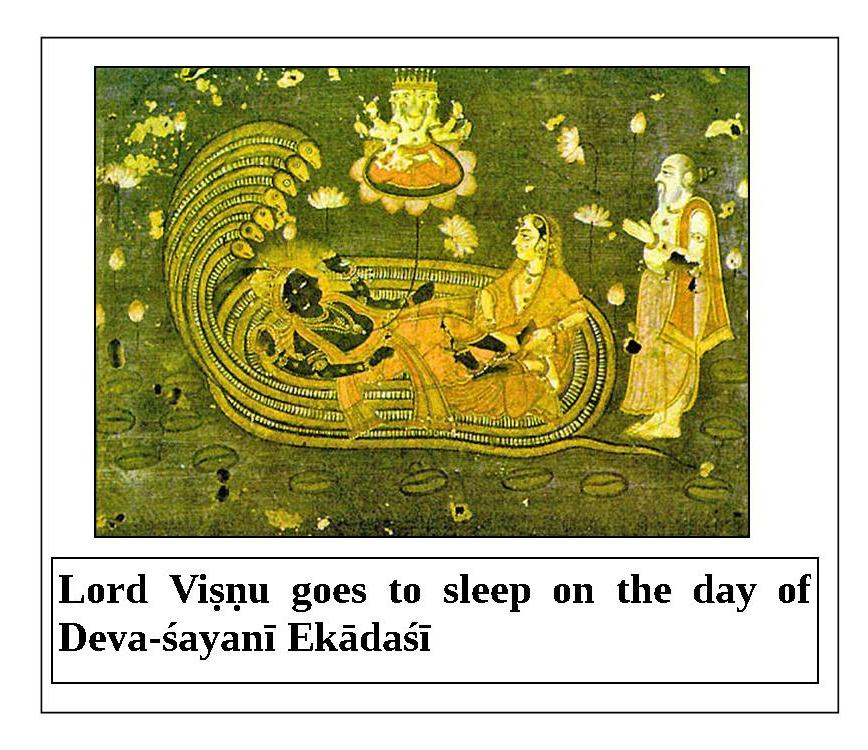 Lord Viṣṇu goes to sleep on the day of
Deva-śayanī Ekādaśī